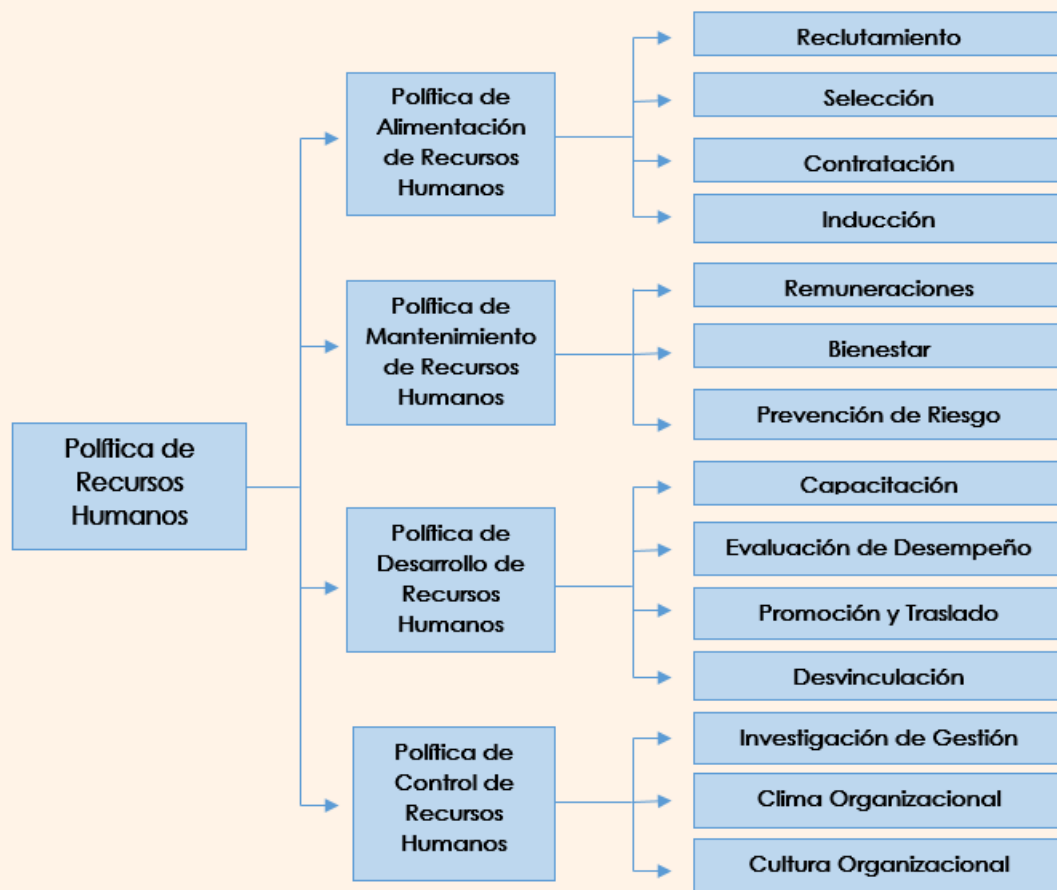 Política de
Recursos
Humanos
Política de
Alimentación
de Recursos
Humanos
Reclutamiento
Selección
Contratación
Inducción
Política de
Mantenimiento
de Recursos
Humanos
Remuneraciones
Bienestar
Prevención de Riesgo
Política de
Desarrollo de
Recursos
Humanos
Capacitación
Evaluación de Desempeño
Promoción y Traslado
Desvinculación
Política de
Control de
Recursos
Humanos
Investigación de Gestión
Clima Organizacional
Cultura Organizacional